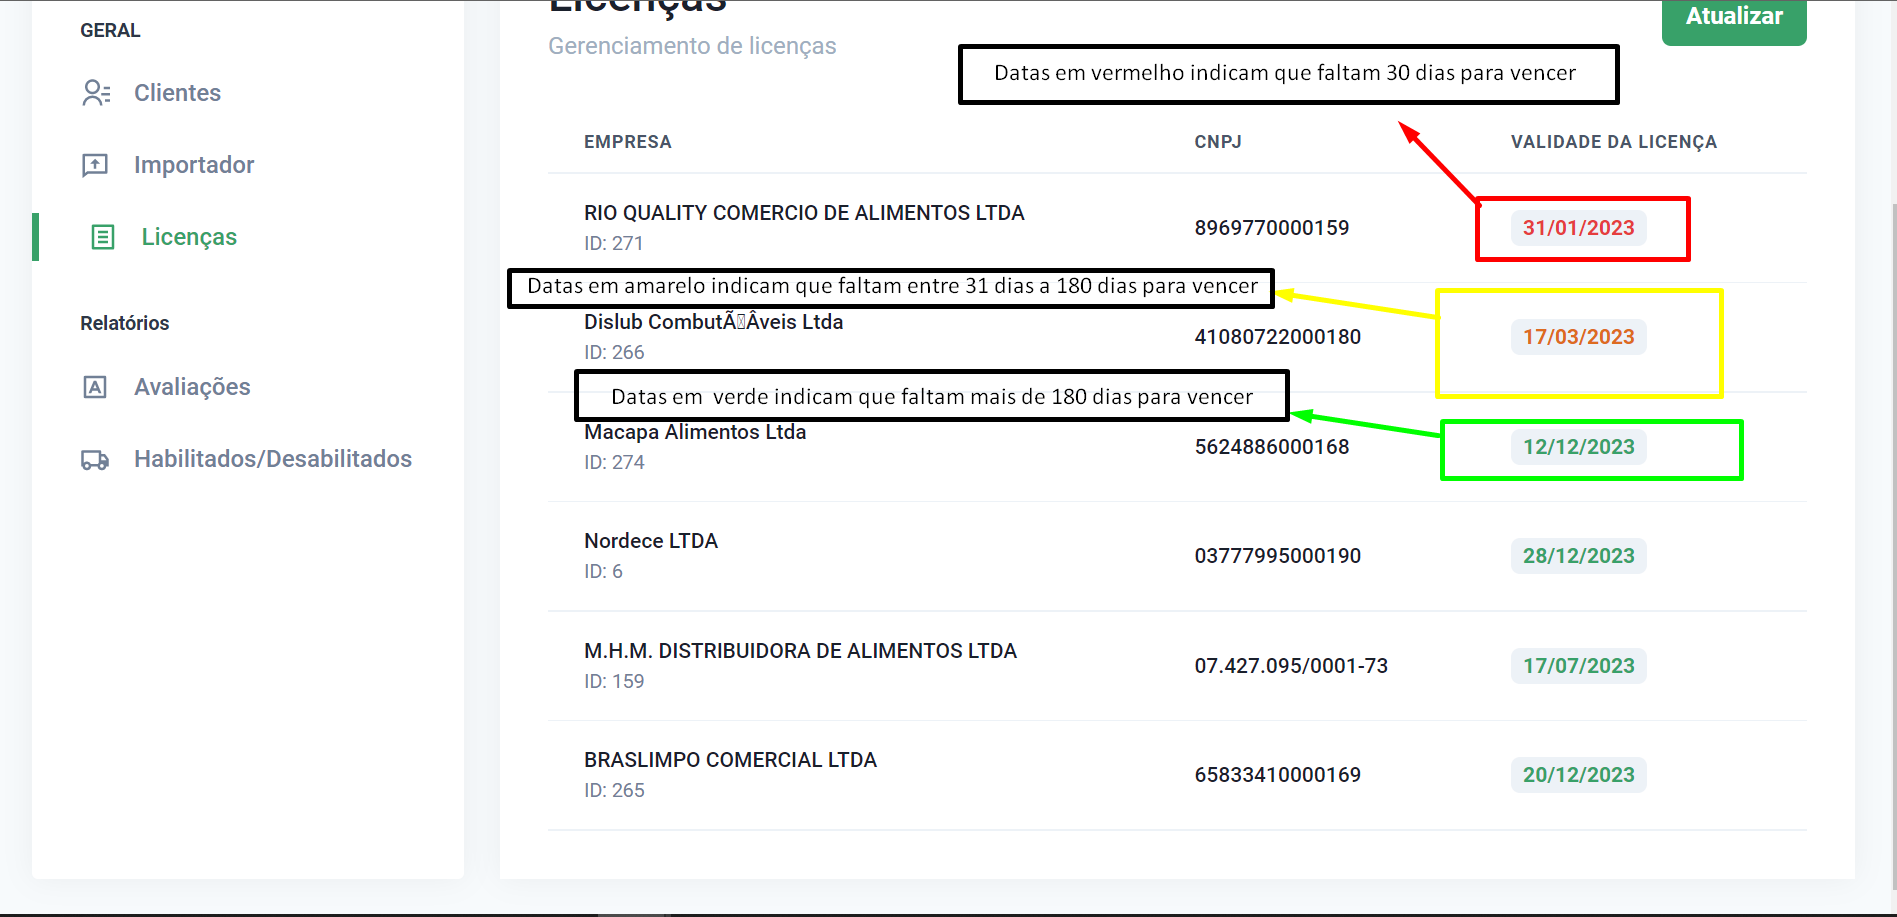 GERAL
Clientes
Importador
Licenças
Relatórios
Avaliações
Habilitados/Desabilitados
Licenças
Gerenciamento de licenças
Atualizar
Datas em vermelho indicam que faltam 30 dias para vencer
EMPRESA CNPJ VALIDADE DA LICENÇA
RIO QUALITY COMERCIO DE ALIMENTOS LTDA
ID: 271
8969770000159
31/01/2023
Datas em amarelo indicam que faltam entre 31 dias a 180 dias para vencer
Dislub CombutÃ▯Âveis Ltda
ID: 266
41080722000180
17/03/2023
Datas em  verde indicam que faltam mais de 180 dias para vencer
Macapa Alimentos Ltda
ID: 274
5624886000168
12/12/2023
Nordece LTDA
ID: 6
03777995000190
28/12/2023
M.H.M. DISTRIBUIDORA DE ALIMENTOS LTDA
ID: 159
07.427.095/0001-73
17/07/2023
BRASLIMPO COMERCIAL LTDA
ID: 265
65833410000169
20/12/2023